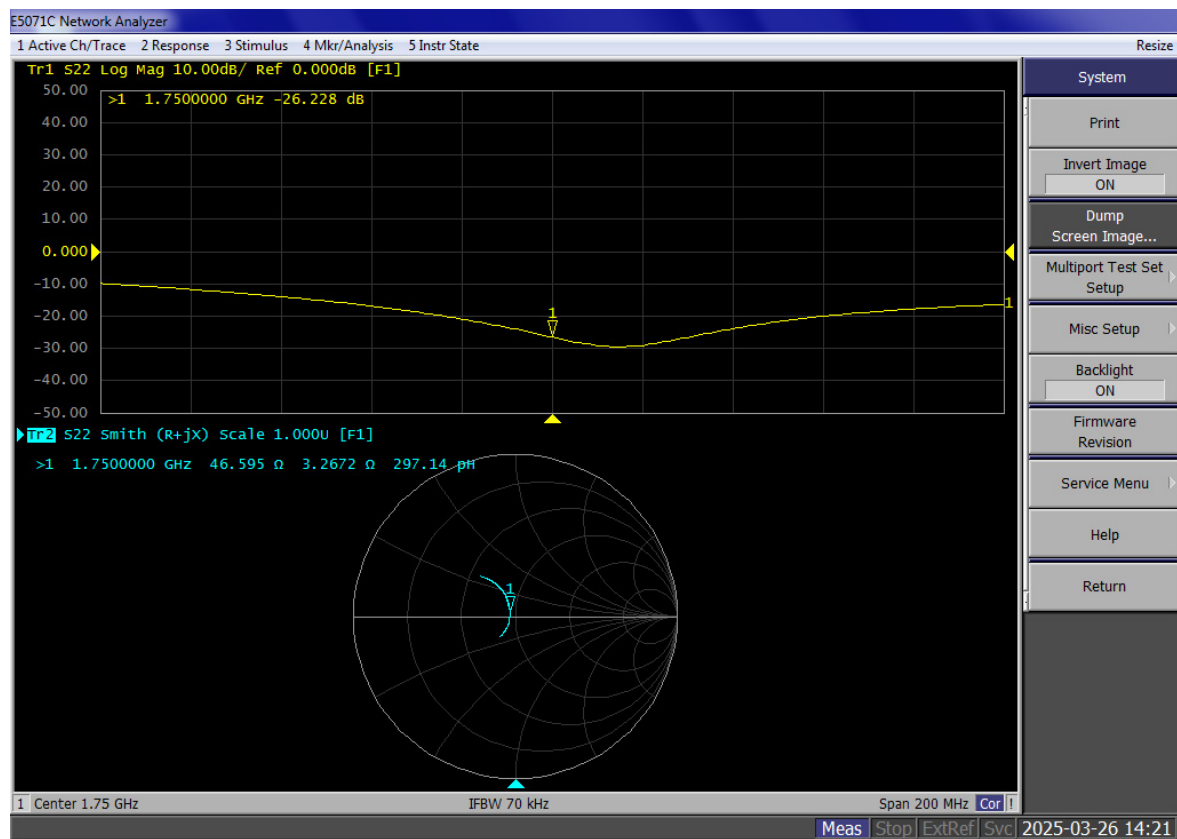 E5071C Network Analyzer
1 Active Ch/Trace 2 Response 3 Stimulus 4 Mkr/Analysis 5 Instr State Resize
Tr1 S22 Log Mag 10.00dB/ Ref 0.000dB [F1]
50.00
>1 1.7500000 GHz -26.228 dB
40.00
30.00
20.00
10.00
0.000
-10.00
-20.00
-30.00
-40.00
-50.00
1
1
Tr2 S22 Smith (R+jX) Scale 1.000U [F1]
>1 1.7500000 GHz 46.595 Ω 3.2672 Ω 297.14 pH
1
1 Center 1.75 GHz IFBW 70 kHz Span 200 MHz Cor !
System
Print
Invert Image
ON
Dump
Screen Image...
Multiport Test Set
Setup
Misc Setup
Backlight
ON
Firmware
Revision
Service Menu
Help
Return
Meas Stop ExtRef Svc 2025-03-26 14:21